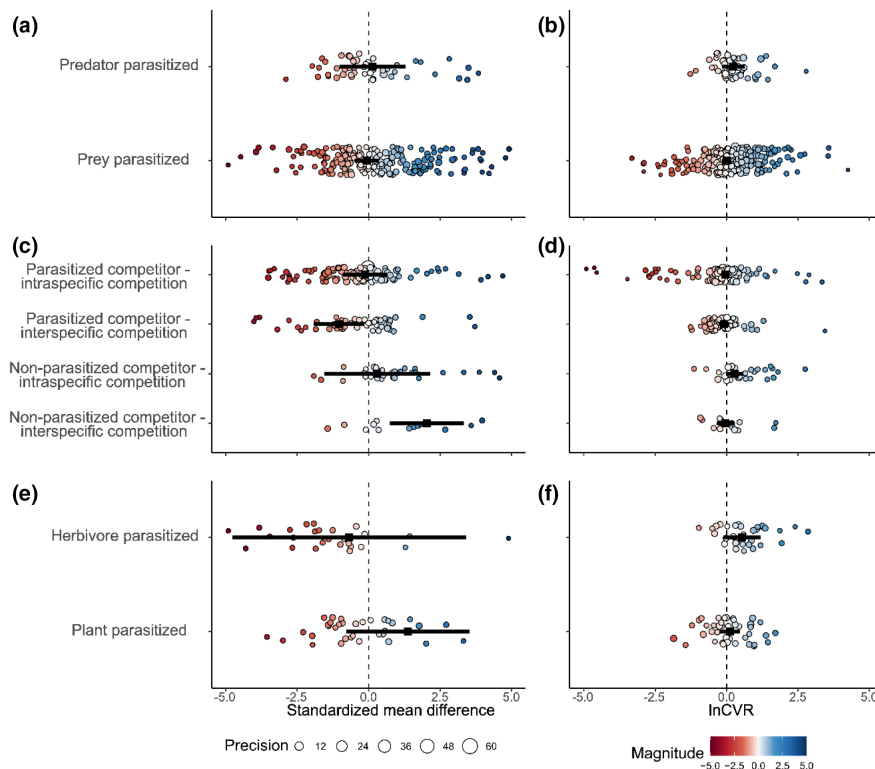 (a)
(b)
Predator parasitized
Prey parasitized
(c)
(d)
Parasitized competitor -
intraspecific competition
Parasitized competitor -
interspecific competition
Non-parasitized competitor -
intraspecific competition
Non-parasitized competitor -
interspecific competition
(e)
(f)
Herbivore parasitized
Plant parasitized
-5.0 -2.5 0.0 2.5 5.0
-5.0 -2.5 0.0 2.5 5.0
Standardized mean difference
lnCVR
Precision 12 24 36 48 60
Magnitude
−5.0 −2.5 0.0 2.5 5.0